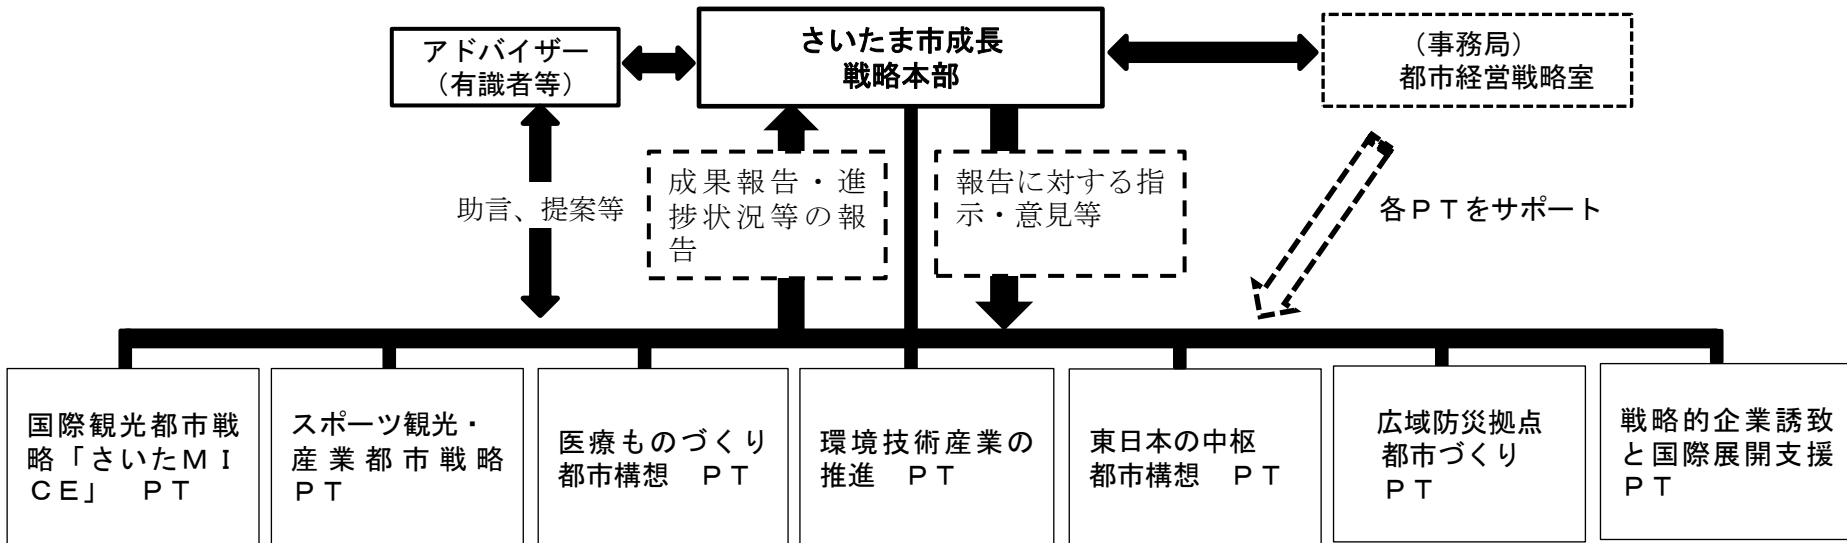 アドバイザー
（有識者等）
さいたま市成長
戦略本部
（事務局）
都市経営戦略室
助言、提案等
成果報告・進
捗状況等の報
告
報告に対する指
示・意見等
各ＰＴをサポート
国際観光都市戦
略「さいたＭＩ
ＣＥ」　ＰＴ
スポーツ観光・
産業都市戦略
ＰＴ
医療ものづくり
都市構想　ＰＴ
環境技術産業の
推進　ＰＴ
東日本の中枢
都市構想　ＰＴ
広域防災拠点
都市づくり
ＰＴ
戦略的企業誘致
と国際展開支援
ＰＴ